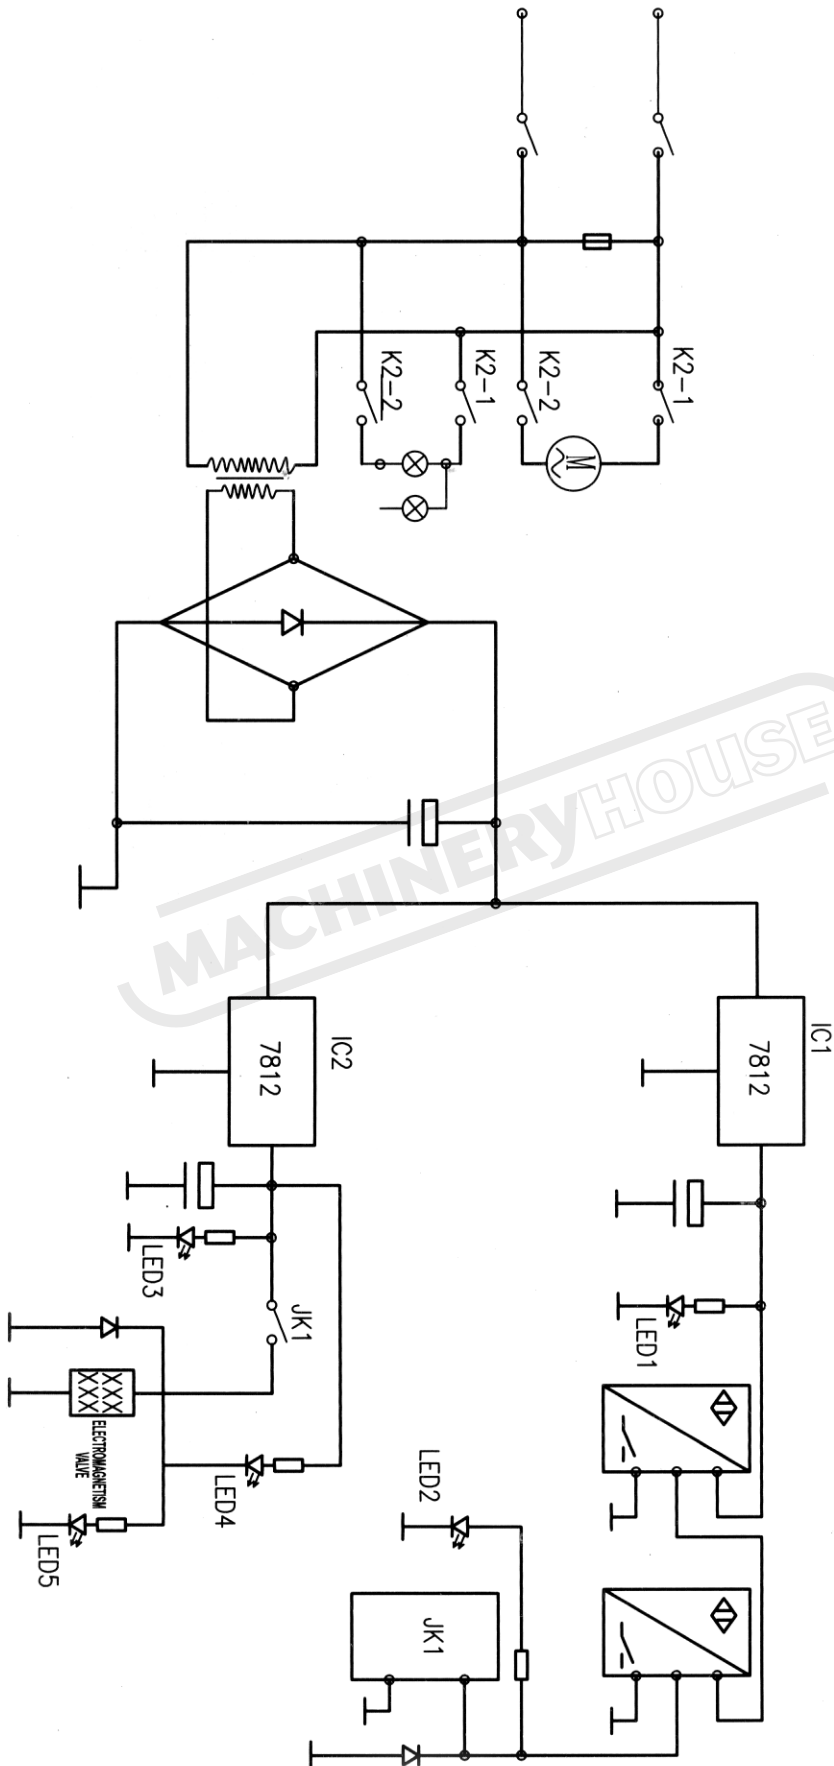 K2-1
K2-2
K2-1
K2-2
M
MACHINERYHOUSE
IC1
7812
IC2
7812
LED1
LED3
JK1
ELECTROMAGNETISM
VALVE
LED4
LED5
LED2
JK1